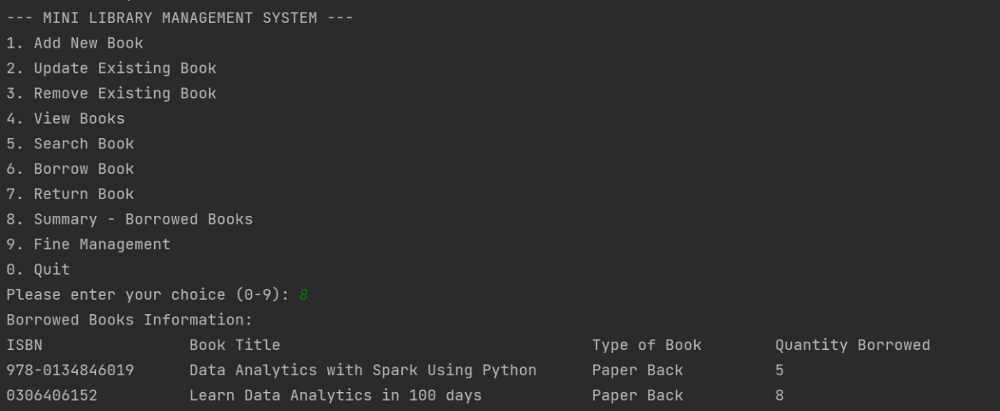 --- MINI LIBRARY MANAGEMENT SYSTEM ---
1. Add New Book
2. Update Existing Book
3. Remove Existing Book
4. View Books
5. Search Book
6. Borrow Book
7. Return Book
8. Summary - Borrowed Books
9. Fine Management
0. Quit
Please enter your choice (0-9): 8
Borrowed Books Information:
ISBN Book Title Type of Book Quantity Borrowed
978-0134846019 Data Analytics with Spark Using Python Paper Back 5
0306406152 Learn Data Analytics in 100 days Paper Back 8